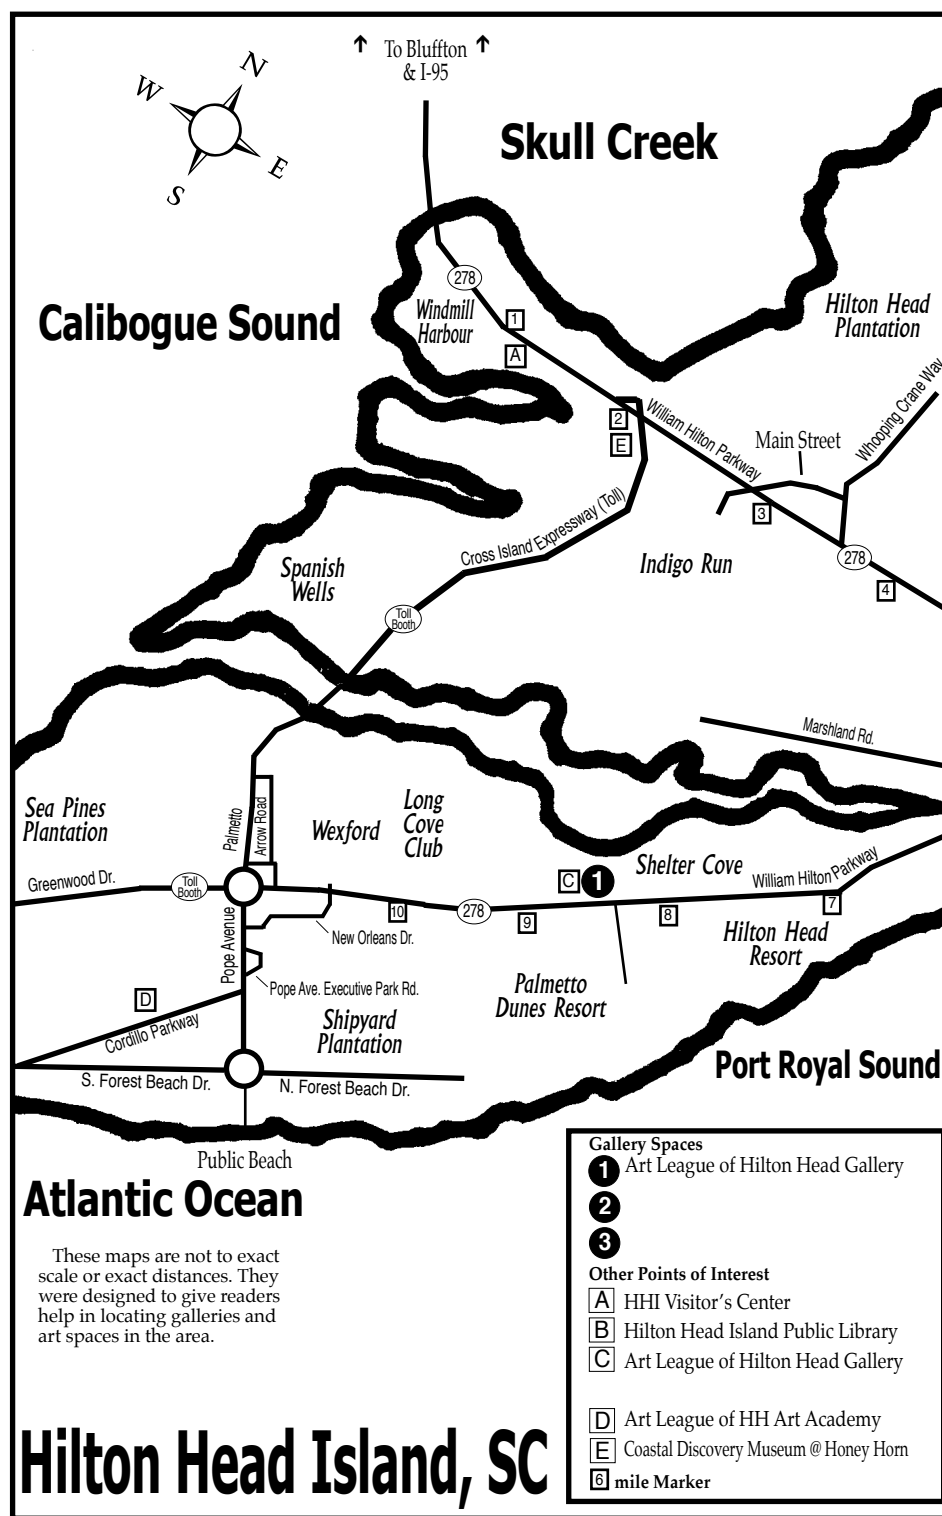 ↑ To Bluffton ↑
& I-95
N
W
E
S
Skull Creek
278
Calibogue Sound
Windmill
Harbour
1
A
Hilton Head
Plantation
2
E
William Hilton Parkway
Main Street
Whooping Crane Way
3
Cross Island Expressway (Toll)
Indigo Run
278
4
Spanish
Wells
Toll
Booth
Marshland Rd.
Sea Pines
Plantation
Palmetto
Arrow Road
Wexford
Long
Cove
Club
Shelter Cove
William Hilton Parkway
Greenwood Dr.
Toll
Booth
C
1
10
278
9
8
7
Pope Avenue
New Orleans Dr.
Hilton Head
Resort
Pope Ave. Executive Park Rd.
Palmetto
Dunes Resort
D
Cordillo Parkway
Shipyard
Plantation
Port Royal Sound
S. Forest Beach Dr.
N. Forest Beach Dr.
Public Beach
Atlantic Ocean
These maps are not to exact
scale or exact distances. They
were designed to give readers
help in locating galleries and
art spaces in the area.
Hilton Head Island, SC
Gallery Spaces
1 Art League of Hilton Head Gallery
2
3
Other Points of Interest
A HHI Visitor's Center
B Hilton Head Island Public Library
C Art League of Hilton Head Gallery
D Art League of HH Art Academy
E Coastal Discovery Museum @ Honey Horn
6 mile Marker